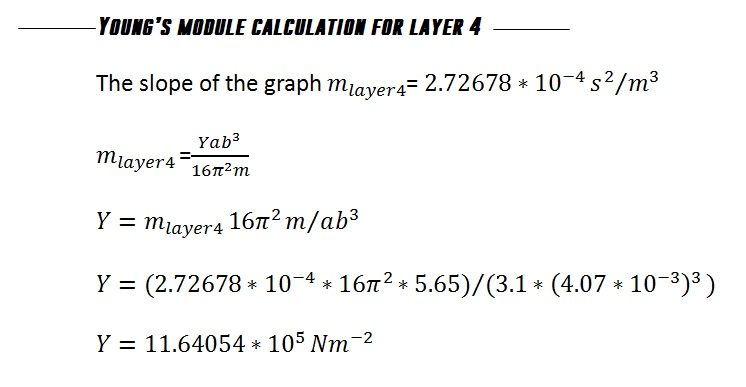 YOUNG'S MODULE CALCULATION FOR LAYER 4
The slope of the graph m_layer4= 2.72678 * 10^−4 s^2/m^3
m_layer4 = Yab^3/16π^2m
Y = m_layer4 16π^2 m/ab^3
Y = (2.72678 * 10^−4 * 16π^2 * 5.65)/(3.1 * (4.07 * 10^−3)^3 )
Y = 11.64054 * 10^5 Nm^−2